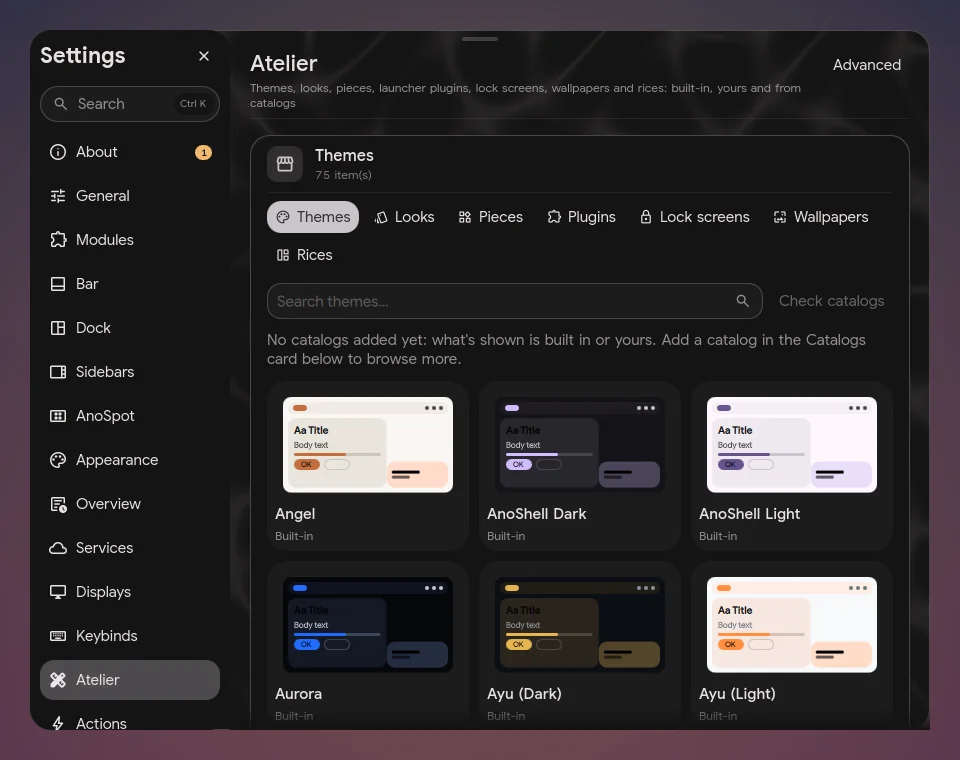 Settings
Search Ctrl K
About 1
General
Modules
Bar
Dock
Sidebars
AnoSpot
Appearance
Overview
Services
Displays
Keybinds
Atelier
Actions
Atelier
Advanced
Themes, looks, pieces, launcher plugins, lock screens, wallpapers and rices: built-in, yours and from
catalogs
Themes
75 item(s)
Themes Looks Pieces Plugins Lock screens Wallpapers
Rices
Search themes...
Check catalogs
No catalogs added yet: what's shown is built in or yours. Add a catalog in the Catalogs
card below to browse more.
Aa Title
Body text
OK
Angel
Built-in
Aa Title
Body text
OK
AnoShell Dark
Built-in
Aa Title
Body text
OK
AnoShell Light
Built-in
Aa Title
Body text
OK
Aurora
Built-in
Aa Title
Body text
OK
Ayu (Dark)
Built-in
Aa Title
Body text
OK
Ayu (Light)
Built-in